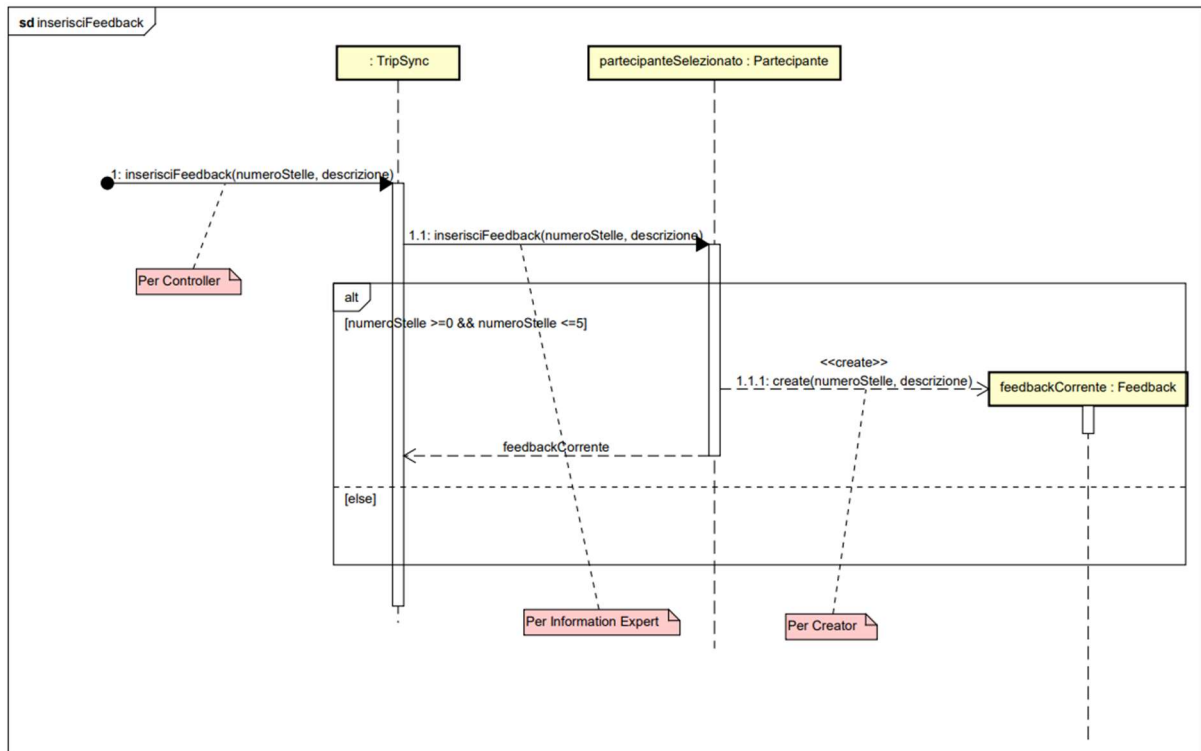 sd inserisciFeedback
: TripSync
partecipanteSelezionato : Partecipante
1: inserisciFeedback(numeroStelle, descrizione)
1.1: inserisciFeedback(numeroStelle, descrizione)
Per Controller
alt
[numeroStelle >=0 && numeroStelle <=5]
<<create>>
1.1.1: create(numeroStelle, descrizione)
feedbackCorrente : Feedback
feedbackCorrente
[else]
Per Information Expert
Per Creator